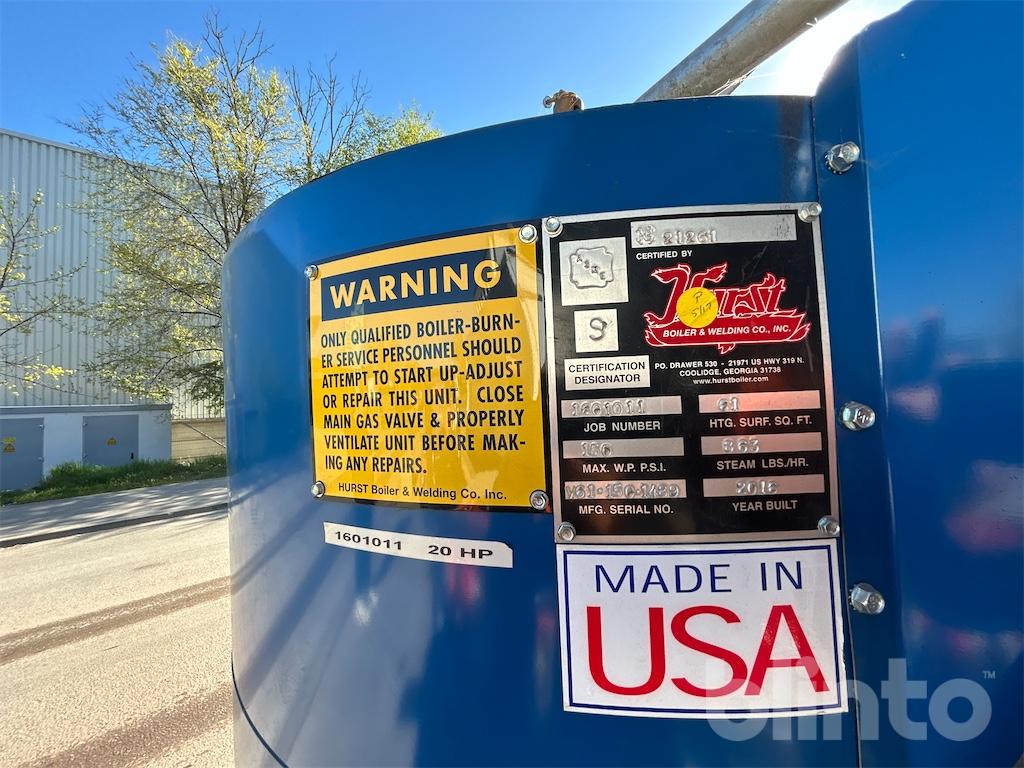 WARNING
ONLY QUALIFIED BOILER-BURN-
ER SERVICE PERSONNEL SHOULD
ATTEMPT TO START UP-ADJUST
OR REPAIR THIS UNIT. CLOSE
MAIN GAS VALVE & PROPERLY
VENTILATE UNIT BEFORE MAK-
ING ANY REPAIRS.
HURST Boiler & Welding Co. Inc.
1601011 20 HP
21261
CERTIFIED BY
S
Hurst
BOILER & WELDING CO., INC.
CERTIFICATION
DESIGNATOR
P.O. DRAWER 530 - 21971 US HWY 319 N.
COOLIDGE, GEORGIA 31738
www.hurstboiler.com
1601011
JOB NUMBER
HTG. SURF. SQ. FT.
150
MAX. W.P. P.S.I.
STEAM LBS./HR.
MFG. SERIAL NO.
2016
YEAR BUILT
MADE IN
USA
blinto™